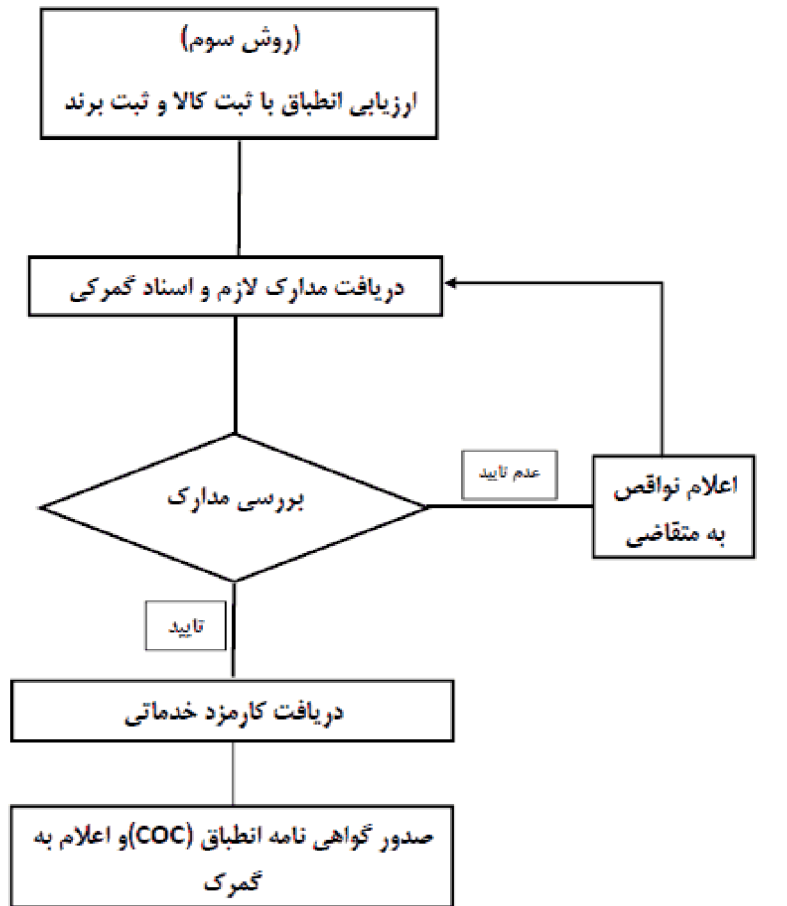 (روش سوم)
ارزیابی انطباق با ثبت کالا و ثبت برند
دریافت مدارک لازم و اسناد گمرکی
بررسی مدارک
عدم تایید
اعلام نواقص
به متقاضی
تایید
دریافت کارمزد خدماتی
صدور گواهی نامه انطباق (COC)و اعلام به
گمرک